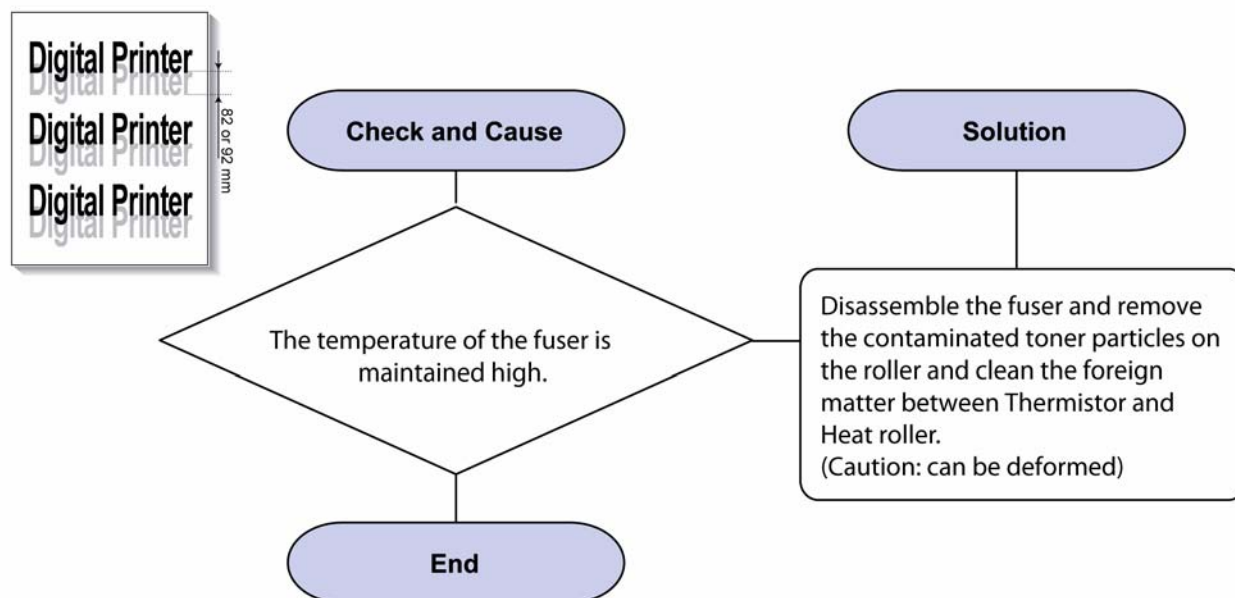 Digital Printer
Digital Printer
Digital Printer
Digital Printer
Digital Printer
Digital Printer
82 or 92 mm
Check and Cause
Solution
The temperature of the fuser is
maintained high.
Disassemble the fuser and remove
the contaminated toner particles on
the roller and clean the foreign
matter between Thermistor and
Heat roller.
(Caution: can be deformed)
End